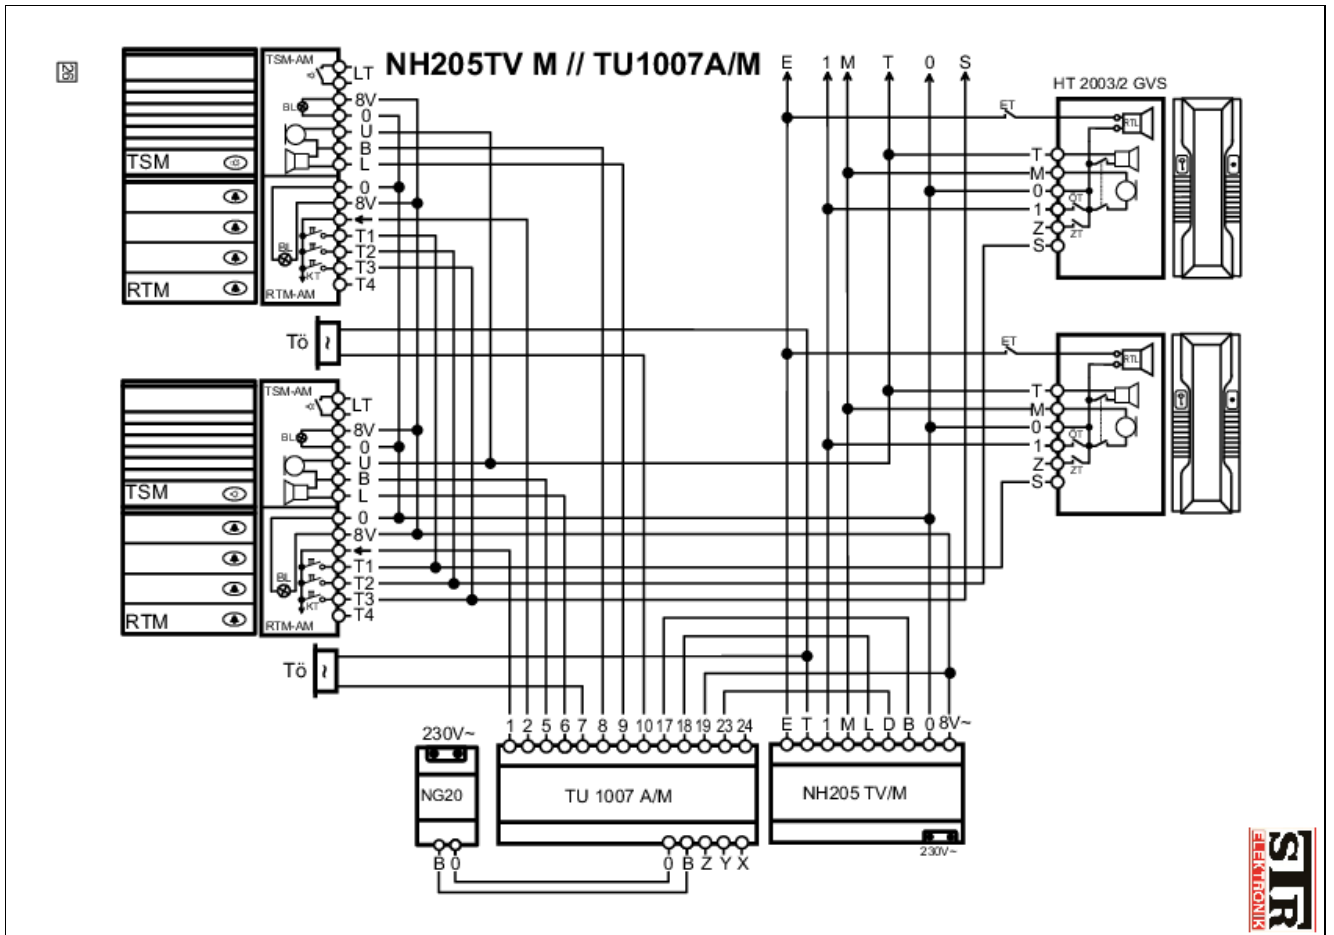 26
NH205TV M // TU1007A/M
E 1 M T 0 S
HT 2003/2 GVS
TSM-AM
LT
8V
BL
0
U
B
TSM
L
0
8V
T1
BL
T2
T3
KT
T4
RTM
RTM-AM
ET
RTL
T
M
0
1
ÖT
Z
ZT
S
Tö
~
TSM-AM
LT
8V
BL
0
U
B
TSM
L
0
8V
T1
BL
T2
T3
KT
T4
RTM
RTM-AM
ET
RTL
T
M
0
1
ÖT
Z
ZT
S
Tö
~
230V~
1 2 5 6 7 8 9 10 17 18 19 23 24
E T 1 M L D B 0 8V~
NG20
TU 1007 A/M
NH205 TV/M
230V~
B 0
0 B Z Y X
STR
ELEKTRONIK